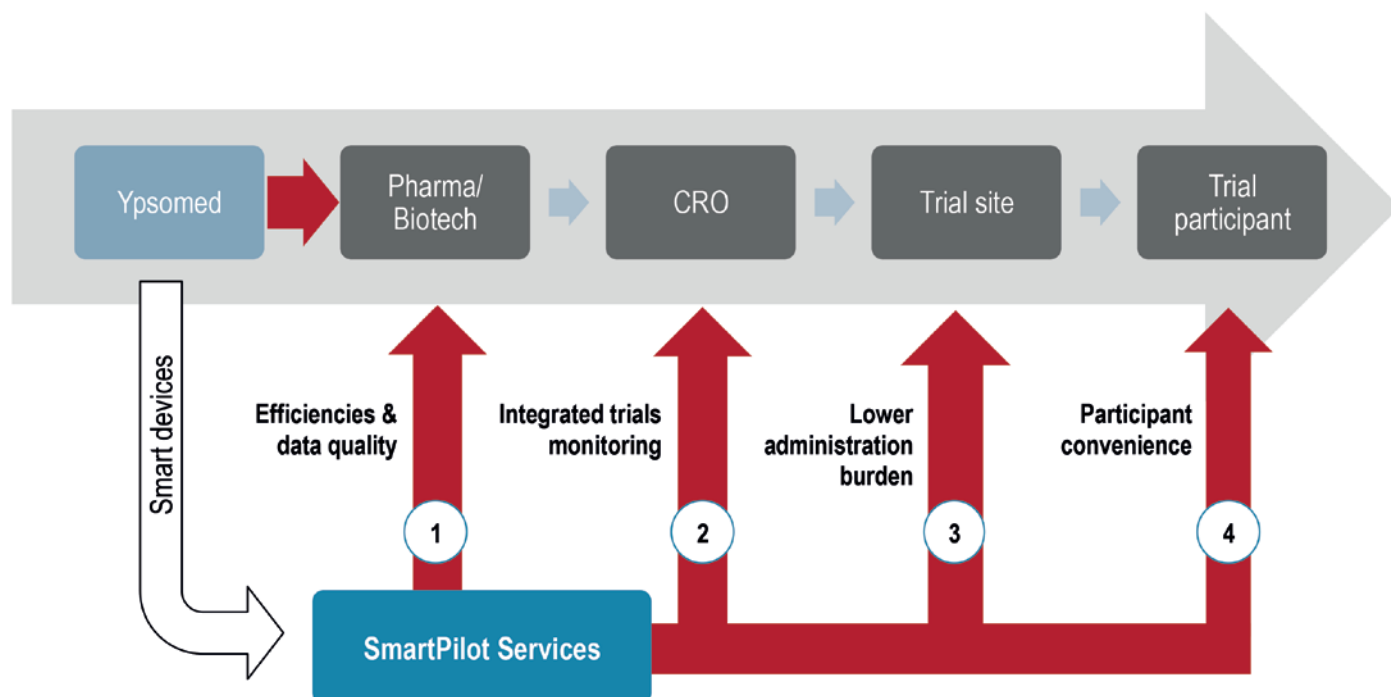 Ypsomed
Pharma/
Biotech
CRO
Trial site
Trial
participant
Smart devices
Efficiencies &
data quality
Integrated trials
monitoring
Lower
administration
burden
Participant
convenience
1
2
3
4
SmartPilot Services